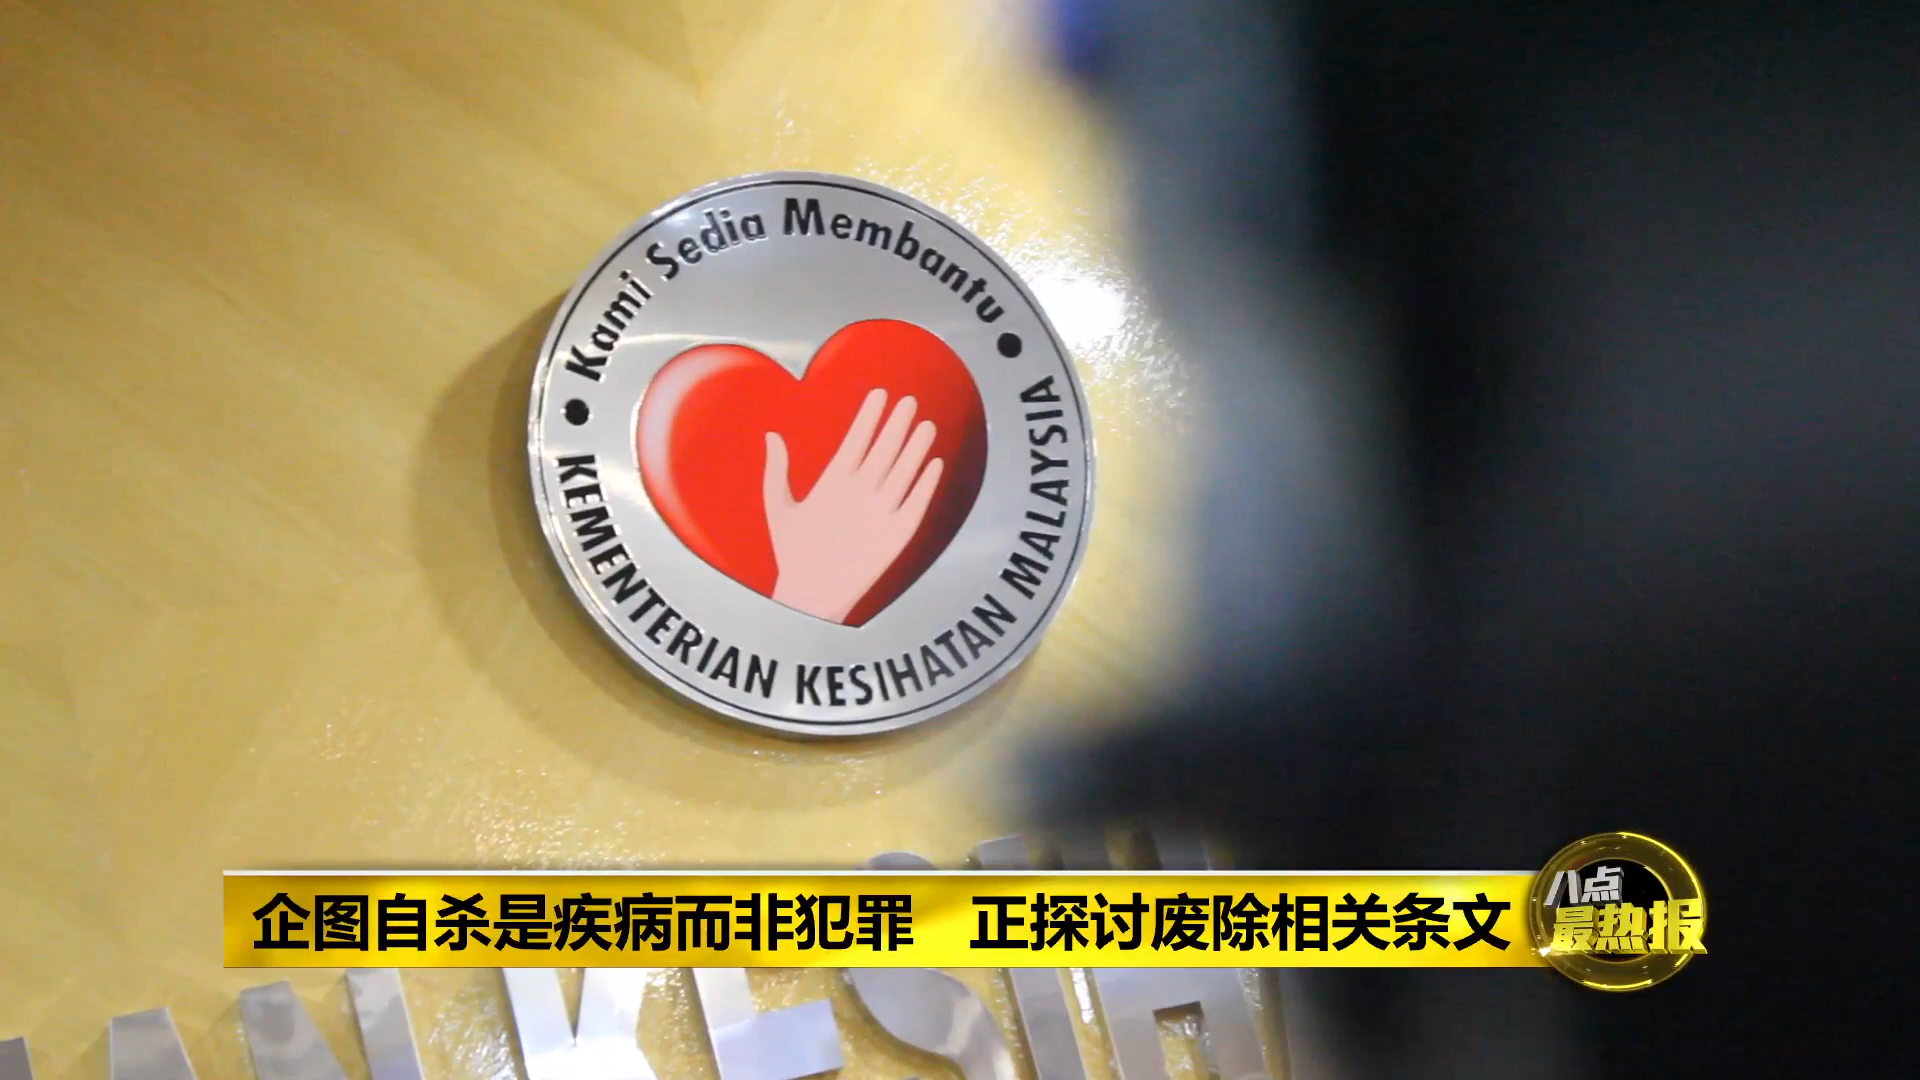 Kami Sedia Membantu
KEMENTERIAN KESIHATAN MALAYSIA
企图自杀是疾病而非犯罪 正探讨废除相关条文
八点
最热报